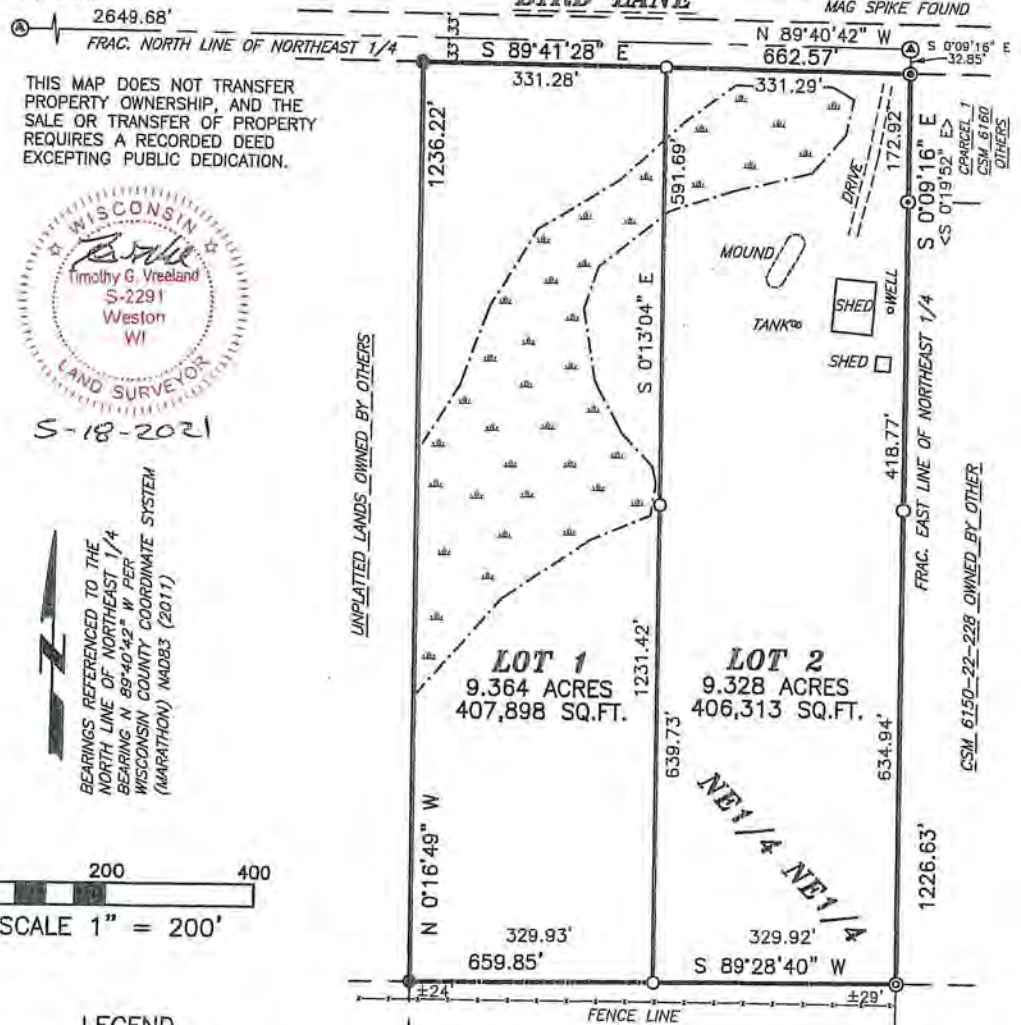 BIRD LANE
MAG SPIKE FOUND
2649.68'
FRAC. NORTH LINE OF NORTHEAST 1/4
33' 33'
S 89°41'28" E
N 89°40'42" W
662.57'
S 0°09'16" E
32.85'
331.28'
331.29'
THIS MAP DOES NOT TRANSFER
PROPERTY OWNERSHIP, AND THE
SALE OR TRANSFER OF PROPERTY
REQUIRES A RECORDED DEED
EXCEPTING PUBLIC DEDICATION.
WISCONSIN
Timothy G. Vreeland
S-2291
Weston
WI
LAND SURVEYOR
5-18-2021
1236.22'
591.69'
DRIVE
172.92'
S 0°09'16" E
<S 0°19'52" E>
CPARCEL 1
CSM 6160
OTHERS
MOUND
TANK
SHED
WELL
SHED
S 0°13'04" E
UNPLATTED LANDS OWNED BY OTHERS
418.77'
FRAC. EAST LINE OF NORTHEAST 1/4
CSM 6150-22-228 OWNED BY OTHER
N
BEARINGS REFERENCED TO THE
NORTH LINE OF NORTHEAST 1/4
BEARING N 89°40'42" W PER
WISCONSIN COUNTY COORDINATE SYSTEM
(MARATHON) NAD83 (2011)
LOT 1
9.364 ACRES
407,898 SQ.FT.
1231.42'
LOT 2
9.328 ACRES
406,313 SQ.FT.
639.73'
634.94'
NE1/4 NE1/4
1226.63'
N 0°16'49" W
200
400
SCALE 1" = 200'
329.93'
329.92'
659.85'
S 89°28'40" W
±24'
±29'
FENCE LINE
LEGEND